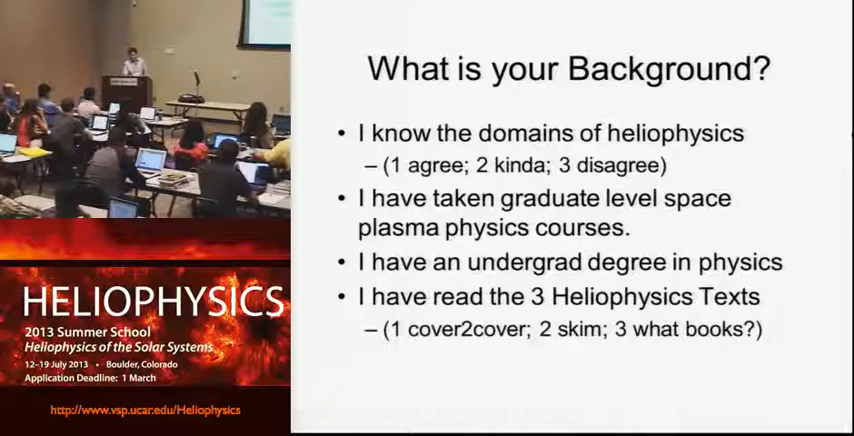 What is your Background?
• I know the domains of heliophysics
– (1 agree; 2 kinda; 3 disagree)
• I have taken graduate level space
plasma physics courses.
• I have an undergrad degree in physics
• I have read the 3 Heliophysics Texts
– (1 cover2cover; 2 skim; 3 what books?)
HELIOPHYSICS
2013 Summer School
Heliophysics of the Solar Systems
12–19 July 2013 • Boulder, Colorado
Application Deadline: 1 March
http://www.vsp.ucar.edu/Heliophysics